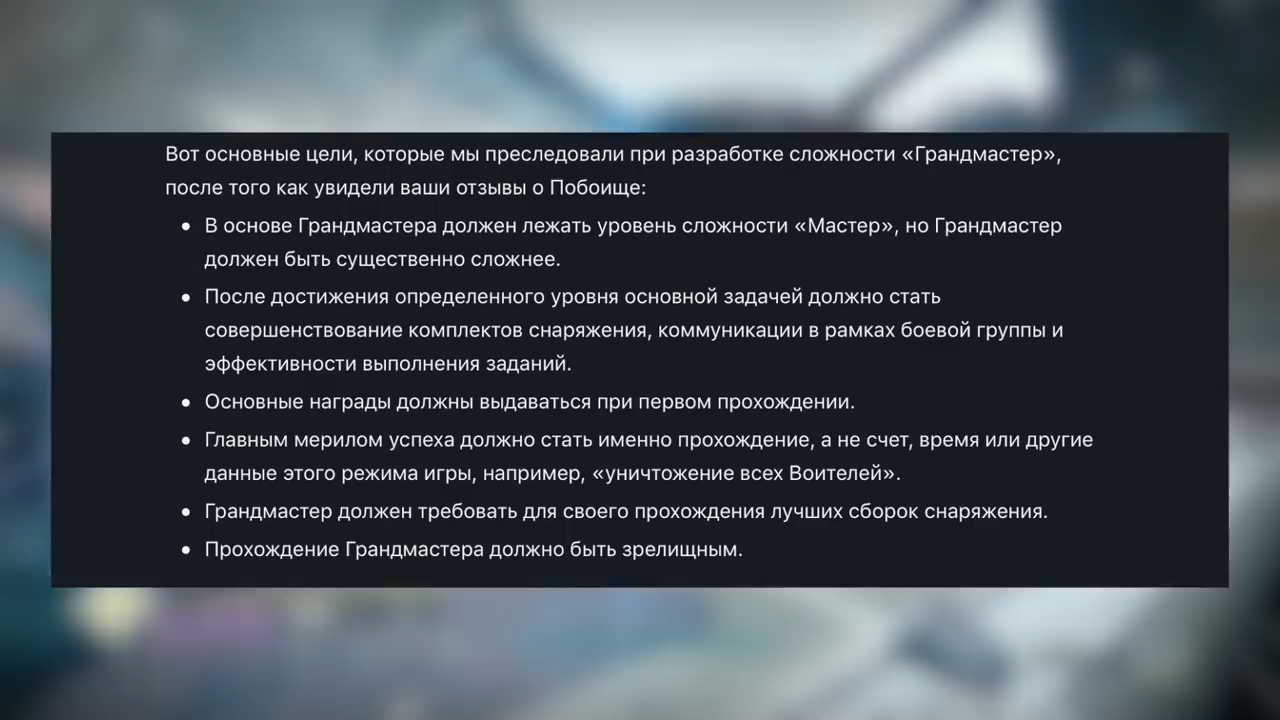 Вот основные цели, которые мы преследовали при разработке сложности «Грандмастер»,
после того как увидели ваши отзывы о Побоище:
• В основе Грандмастера должен лежать уровень сложности «Мастер», но Грандмастер
должен быть существенно сложнее.
• После достижения определенного уровня основной задачей должно стать
совершенствование комплектов снаряжения, коммуникации в рамках боевой группы и
эффективности выполнения заданий.
• Основные награды должны выдаваться при первом прохождении.
• Главным мерилом успеха должно стать именно прохождение, а не счет, время или другие
данные этого режима игры, например, «уничтожение всех Воителей».
• Грандмастер должен требовать для своего прохождения лучших сборок снаряжения.
• Прохождение Грандмастера должно быть зрелищным.